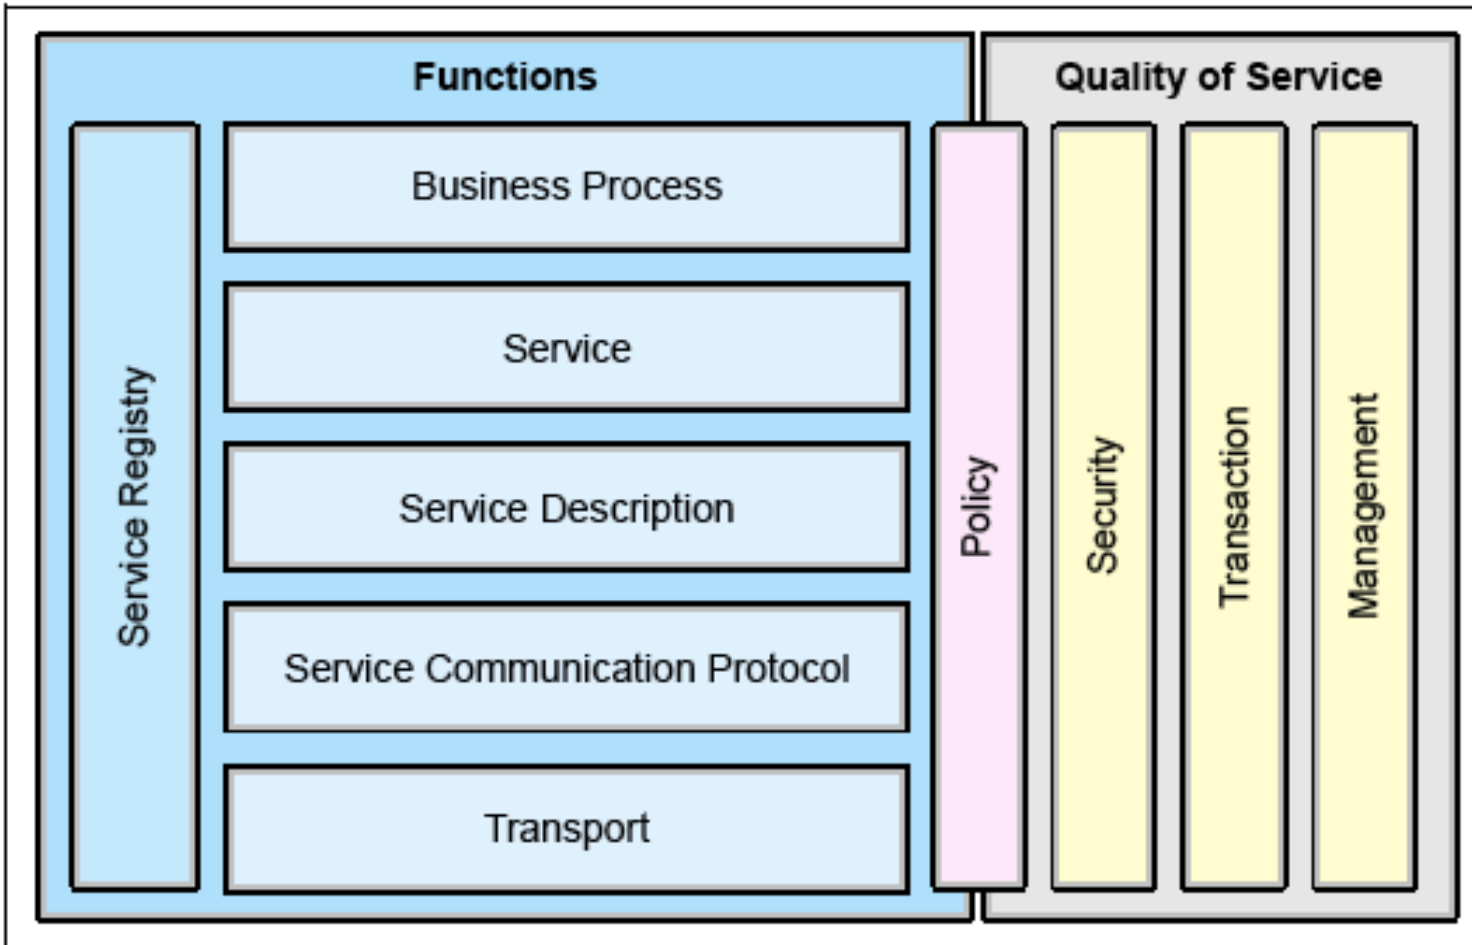 Functions
Quality of Service
Service Registry
Business Process
Service
Service Description
Service Communication Protocol
Transport
Policy
Security
Transaction
Management